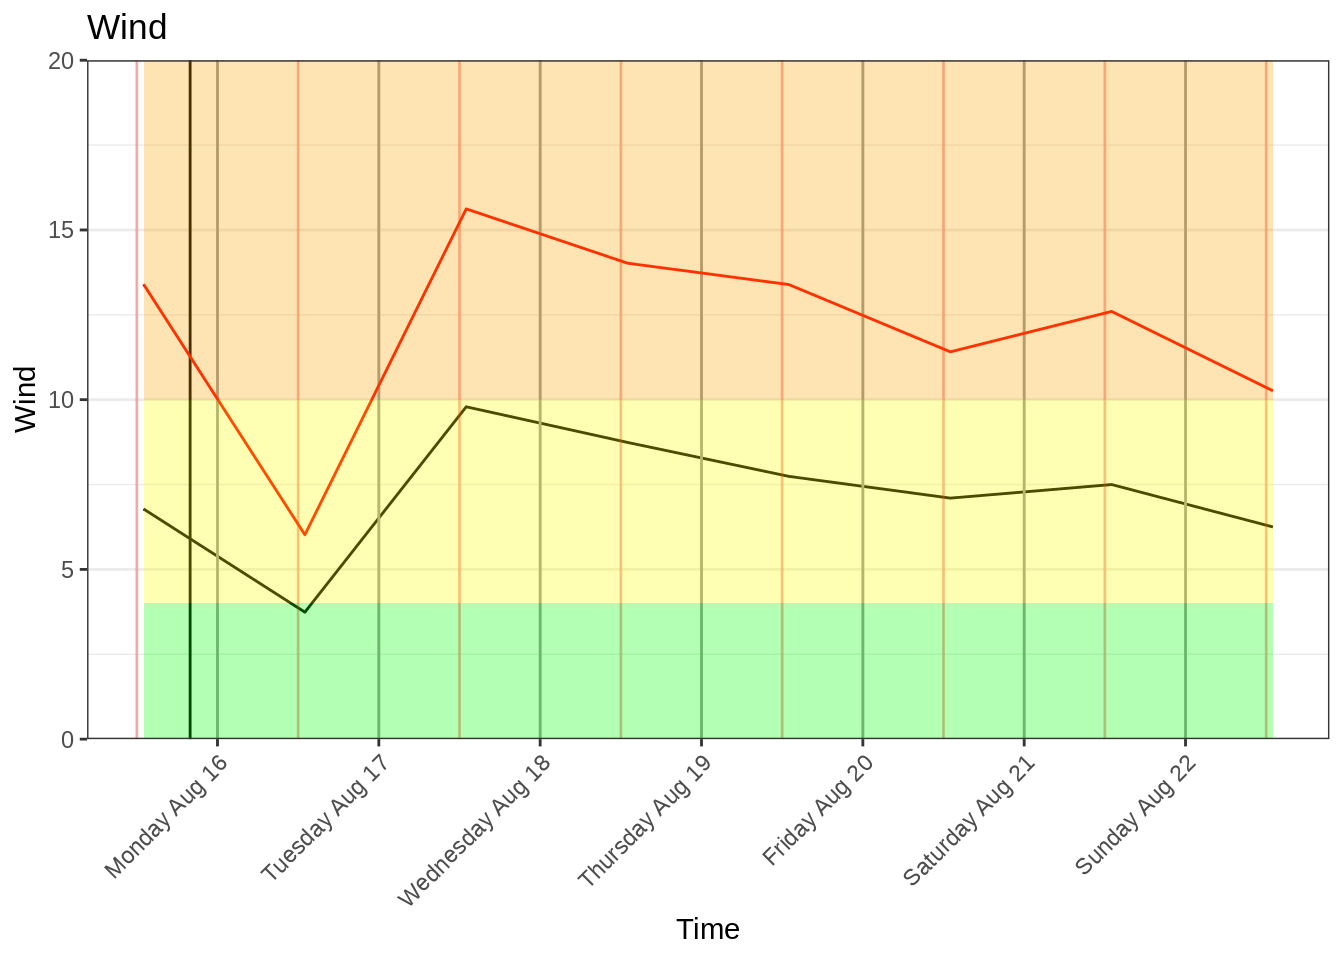 Wind
20
15
10
5
0
Wind
Monday Aug 16
Tuesday Aug 17
Wednesday Aug 18
Thursday Aug 19
Friday Aug 20
Saturday Aug 21
Sunday Aug 22
Time